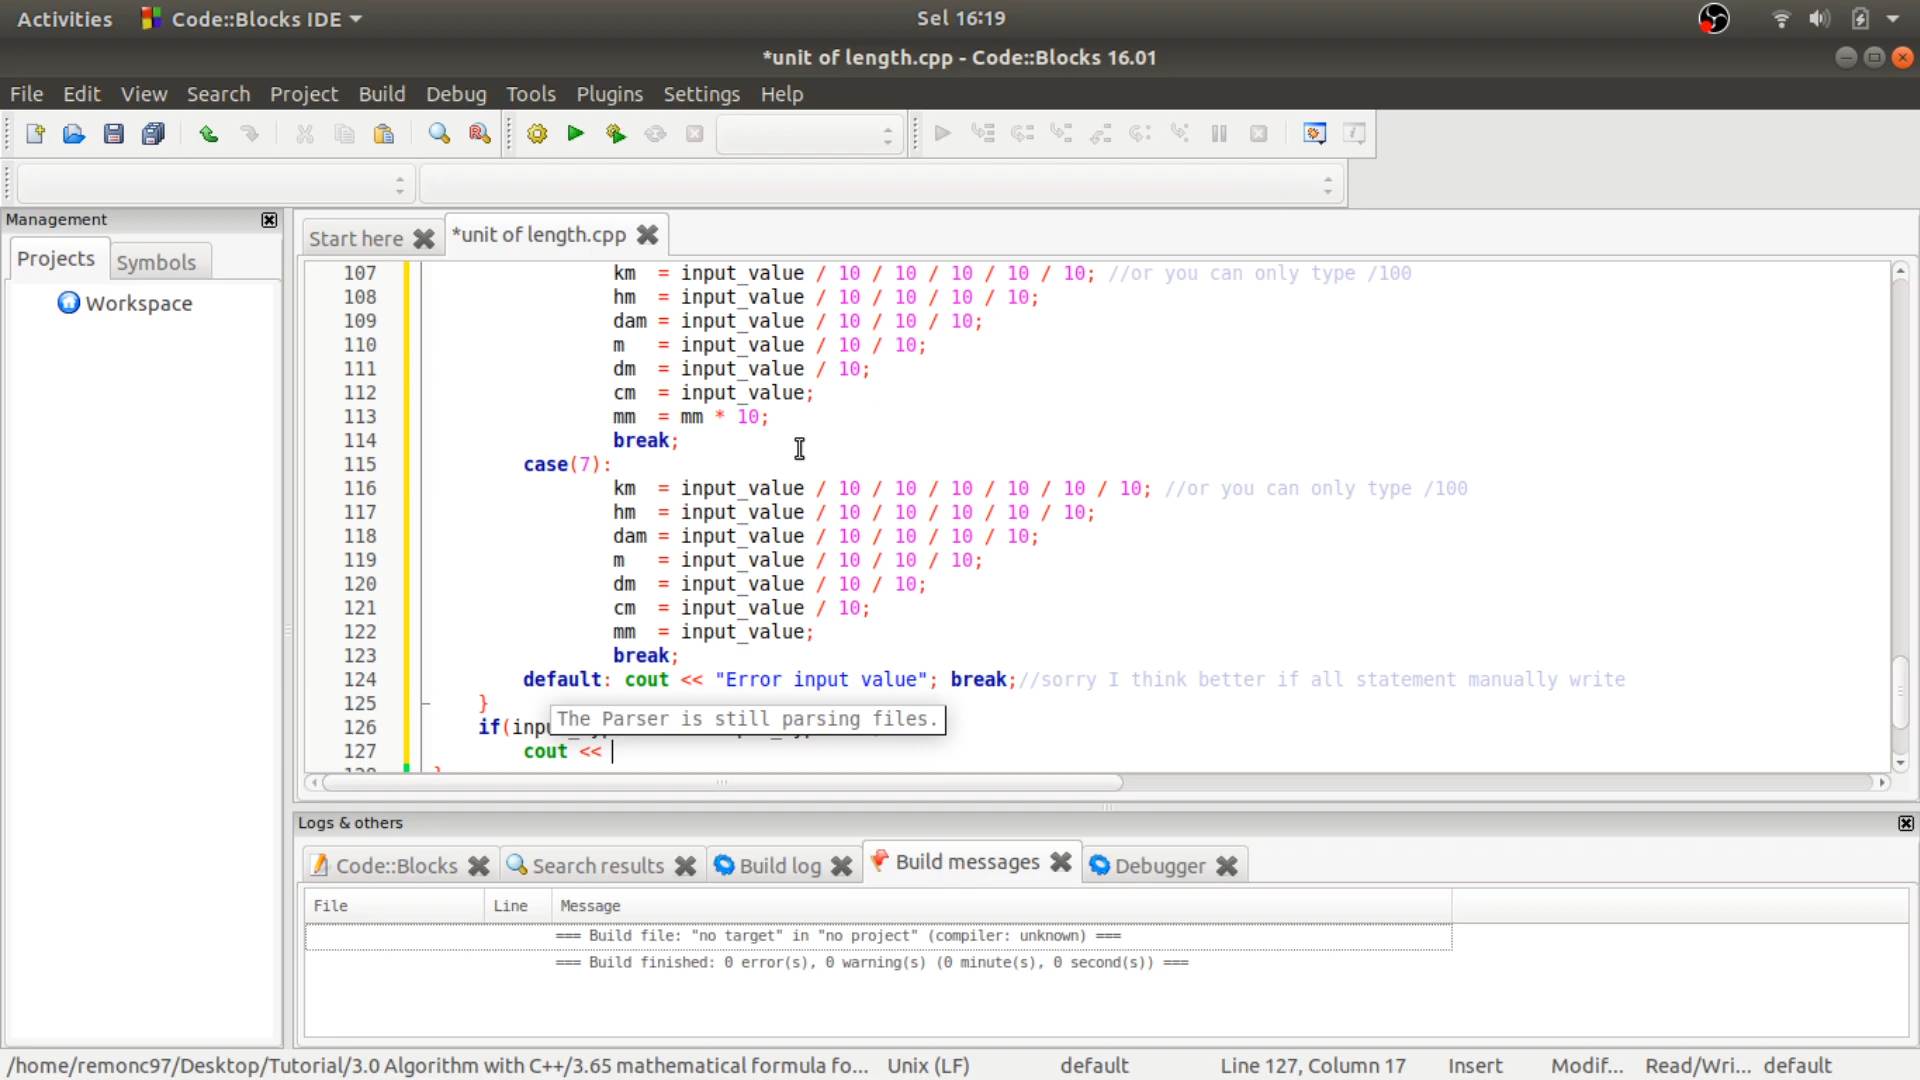 Activities Code::Blocks IDE Sel 16:19
*unit of length.cpp - Code::Blocks 16.01
File Edit View Search Project Build Debug Tools Plugins Settings Help
Management
Projects Symbols
Workspace
Start here *unit of length.cpp
107 km = input_value / 10 / 10 / 10 / 10 / 10; //or you can only type /100
108 hm = input_value / 10 / 10 / 10 / 10;
109 dam = input_value / 10 / 10 / 10;
110 m = input_value / 10 / 10;
111 dm = input_value / 10;
112 cm = input_value;
113 mm = mm * 10;
114 break;
115 case(7):
116 km = input_value / 10 / 10 / 10 / 10 / 10 / 10; //or you can only type /100
117 hm = input_value / 10 / 10 / 10 / 10 / 10;
118 dam = input_value / 10 / 10 / 10 / 10;
119 m = input_value / 10 / 10 / 10;
120 dm = input_value / 10 / 10;
121 cm = input_value / 10;
122 mm = input_value;
123 break;
124 default: cout << "Error input value"; break;//sorry I think better if all statement manually write
125 }
The Parser is still parsing files.
126 if(inpu
127 cout <<
Logs & others
Code::Blocks Search results Build log Build messages Debugger
File Line Message
=== Build file: "no target" in "no project" (compiler: unknown) ===
=== Build finished: 0 error(s), 0 warning(s) (0 minute(s), 0 second(s)) ===
/home/remonc97/Desktop/Tutorial/3.0 Algorithm with C++/3.65 mathematical formula fo... Unix (LF) default Line 127, Column 17 Insert Modif... Read/Wri... default